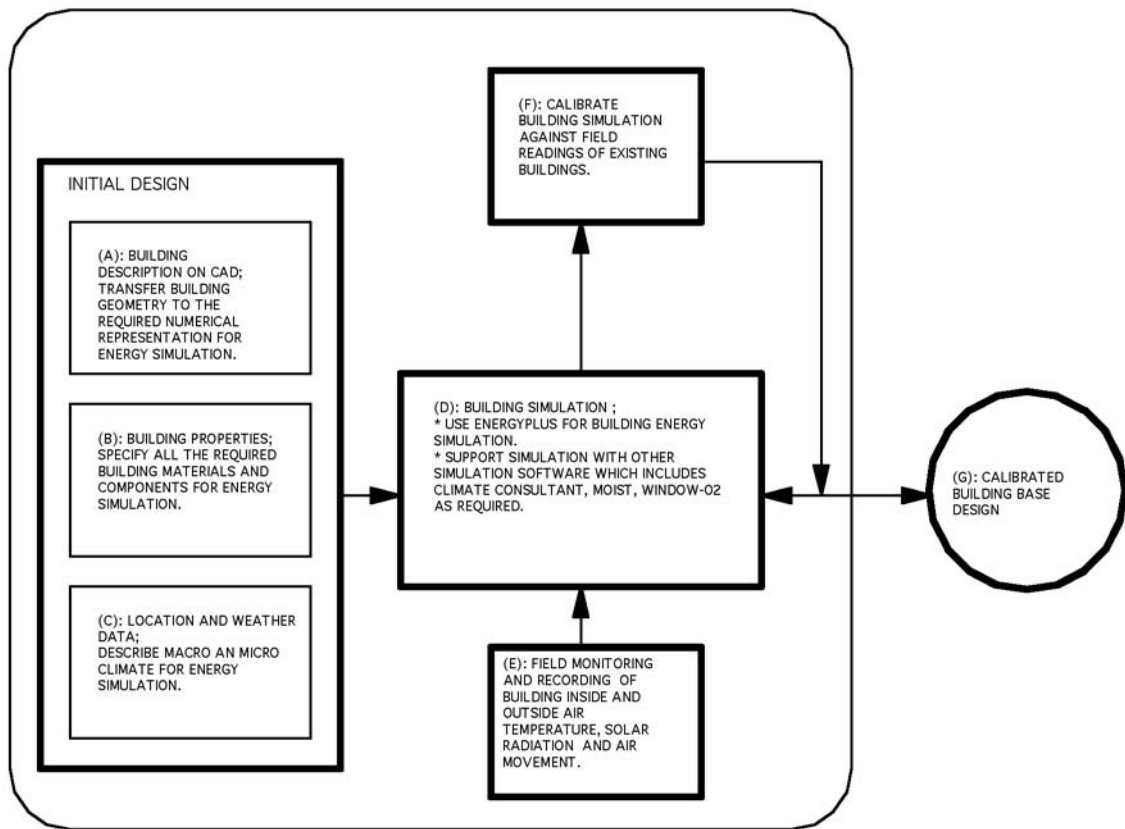 INITIAL DESIGN
(A): BUILDING
DESCRIPTION ON CAD;
TRANSFER BUILDING
GEOMETRY TO THE
REQUIRED NUMERICAL
REPRESENTATION FOR
ENERGY SIMULATION.
(B): BUILDING PROPERTIES;
SPECIFY ALL THE REQUIRED
BUILDING MATERIALS AND
COMPONENTS FOR ENERGY
SIMULATION.
(C): LOCATION AND WEATHER
DATA;
DESCRIBE MACRO AN MICRO
CLIMATE FOR ENERGY
SIMULATION.
(F): CALIBRATE
BUILDING SIMULATION
AGAINST FIELD
READINGS OF EXISTING
BUILDINGS.
(D): BUILDING SIMULATION ;
* USE ENERGYPLUS FOR BUILDING ENERGY
SIMULATION.
* SUPPORT SIMULATION WITH OTHER
SIMULATION SOFTWARE WHICH INCLUDES
CLIMATE CONSULTANT, MOIST, WINDOW-02
AS REQUIRED.
(E): FIELD MONITORING
AND RECORDING OF
BUILDING INSIDE AND
OUTSIDE AIR
TEMPERATURE, SOLAR
RADIATION AND AIR
MOVEMENT.
(G): CALIBRATED
BUILDING BASE
DESIGN